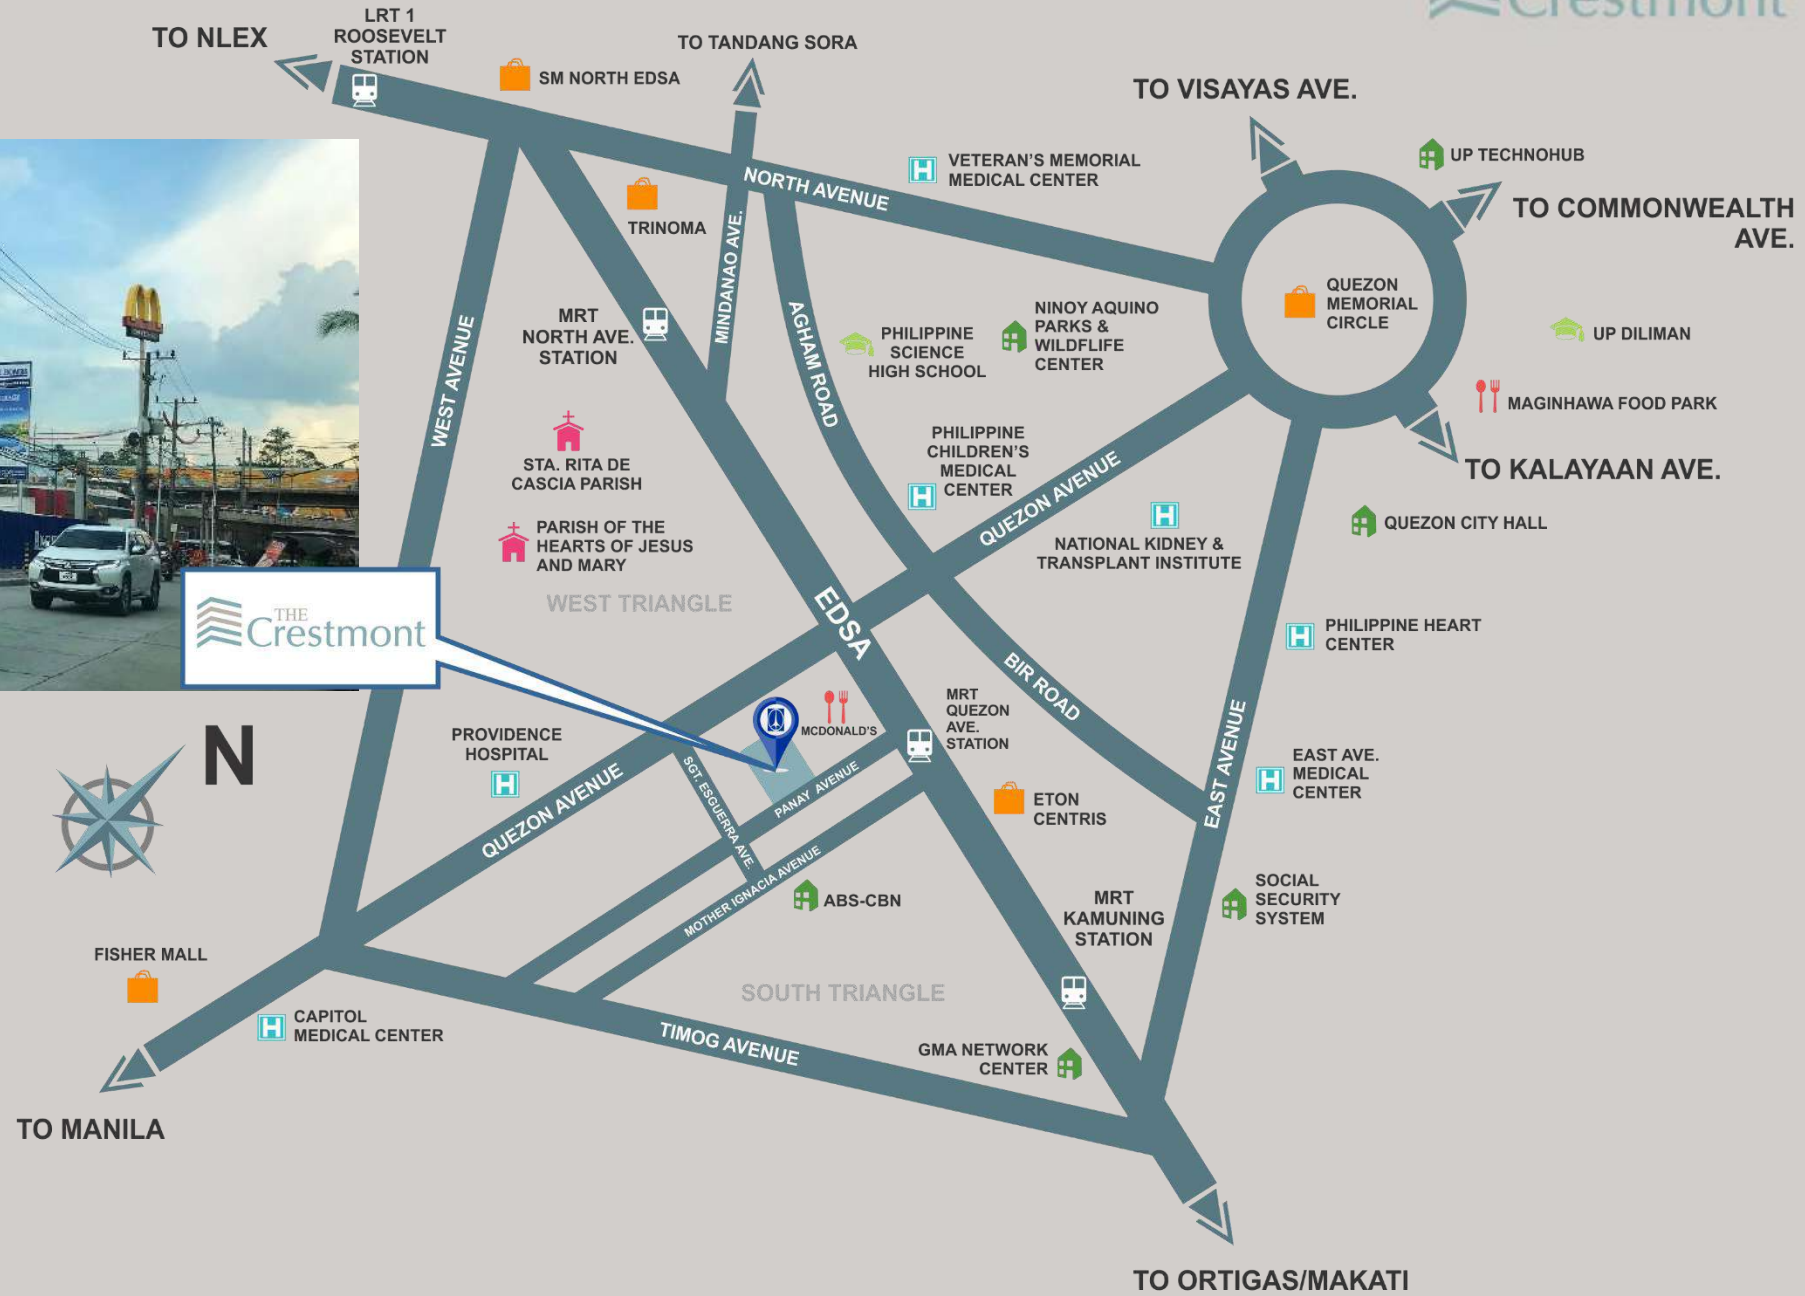 Crestmont
TO NLEX
LRT 1
ROOSEVELT
STATION
SM NORTH EDSA
TO TANDANG SORA
TO VISAYAS AVE.
UP TECHNOHUB
TO COMMONWEALTH
AVE.
VETERAN'S MEMORIAL
MEDICAL CENTER
NORTH AVENUE
TRINOMA
MINDANAO AVE.
WEST AVENUE
MRT
NORTH AVE.
STATION
AGHAM ROAD
PHILIPPINE
SCIENCE
HIGH SCHOOL
NINOY AQUINO
PARKS &
WILDFLIFE
CENTER
QUEZON
MEMORIAL
CIRCLE
UP DILIMAN
MAGINHAWA FOOD PARK
TO KALAYAAN AVE.
STA. RITA DE
CASCIA PARISH
PARISH OF THE
HEARTS OF JESUS
AND MARY
PHILIPPINE
CHILDREN'S
MEDICAL
CENTER
QUEZON AVENUE
NATIONAL KIDNEY &
TRANSPLANT INSTITUTE
QUEZON CITY HALL
WEST TRIANGLE
EDSA
THE
Crestmont
PHILIPPINE HEART
CENTER
BIR ROAD
MCDONALD'S
MRT
QUEZON
AVE.
STATION
PROVIDENCE
HOSPITAL
N
QUEZON AVENUE
SGT. ESGUERRA AVE.
PANAY AVENUE
MOTHER IGNACIA AVENUE
ETON
CENTRIS
EAST AVENUE
EAST AVE.
MEDICAL
CENTER
ABS-CBN
MRT
KAMUNING
STATION
SOCIAL
SECURITY
SYSTEM
FISHER MALL
CAPITOL
MEDICAL CENTER
SOUTH TRIANGLE
TIMOG AVENUE
GMA NETWORK
CENTER
TO MANILA
TO ORTIGAS/MAKATI